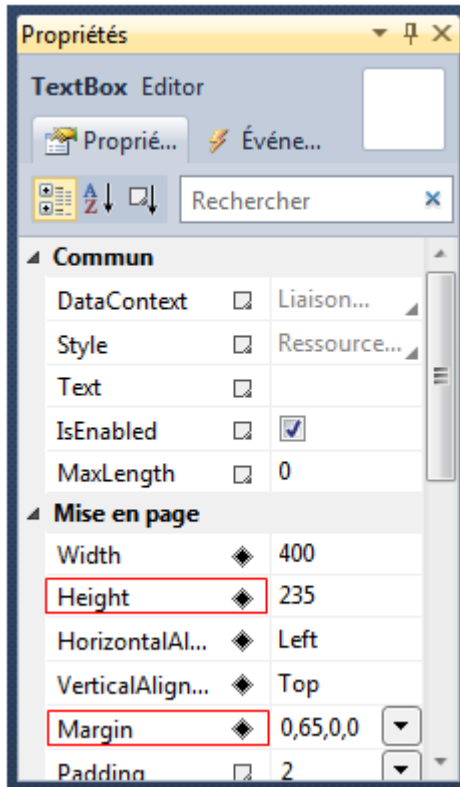 Propriétés
TextBox Editor
Proprié... Événe...
A Z Rechercher
Commun
DataContext Liaison...
Style Ressource...
Text
IsEnabled
MaxLength 0
Mise en page
Width 400
Height 235
HorizontalAl... Left
VerticalAlign... Top
Margin 0,65,0,0
Padding 2